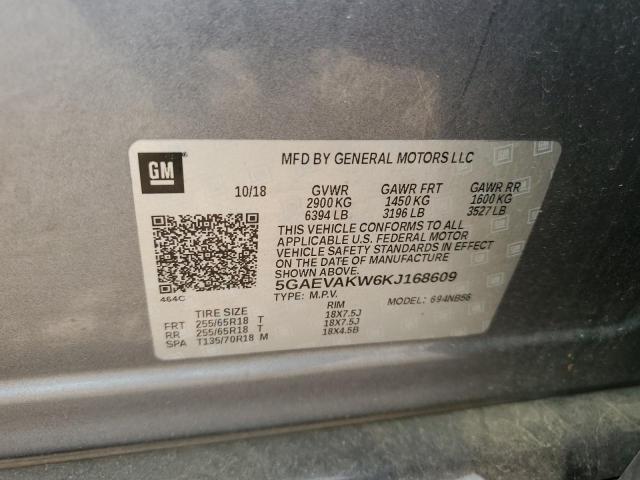 GM
MFD BY GENERAL MOTORS LLC
10/18 GVWR GAWR FRT GAWR RR
2900 KG 1450 KG 1600 KG
6394 LB 3196 LB 3527 LB
THIS VEHICLE CONFORMS TO ALL
APPLICABLE U.S. FEDERAL MOTOR
VEHICLE SAFETY STANDARDS IN EFFECT
ON THE DATE OF MANUFACTURE
SHOWN ABOVE.
464C 5GAEVAKW6KJ168609
TYPE: M.P.V. MODEL: 694NB56
TIRE SIZE RIM
FRT 255/65R18 T 18X7.5J
RR 255/65R18 T 18X7.5J
SPA T135/70R18 M 18X4.5B